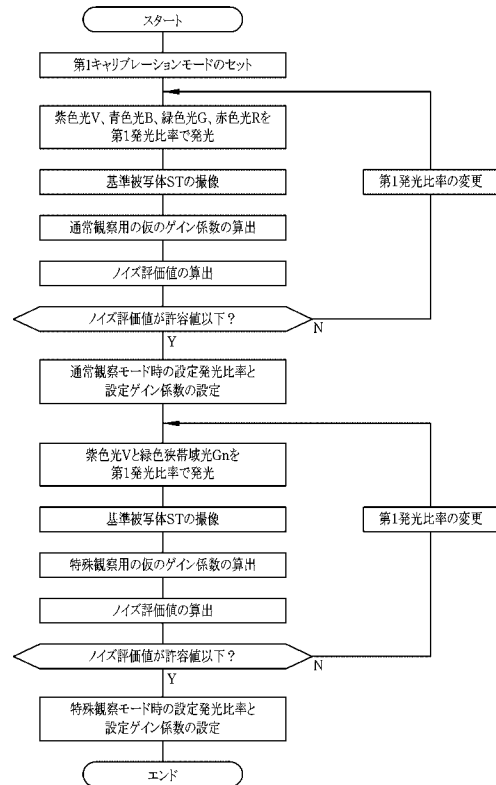 スタート
第1キャリブレーションモードのセット
紫色光V、青色光B、緑色光G、赤色光Rを
第1発光比率で発光
基準被写体STの撮像
第1発光比率の変更
通常観察用の仮のゲイン係数の算出
ノイズ評価値の算出
ノイズ評価値が許容値以下?
N
Y
通常観察モード時の設定発光比率と
設定ゲイン係数の設定
紫色光Vと緑色狭帯域光Gnを
第1発光比率で発光
基準被写体STの撮像
第1発光比率の変更
特殊観察用の仮のゲイン係数の算出
ノイズ評価値の算出
ノイズ評価値が許容値以下?
N
Y
特殊観察モード時の設定発光比率と
設定ゲイン係数の設定
エンド